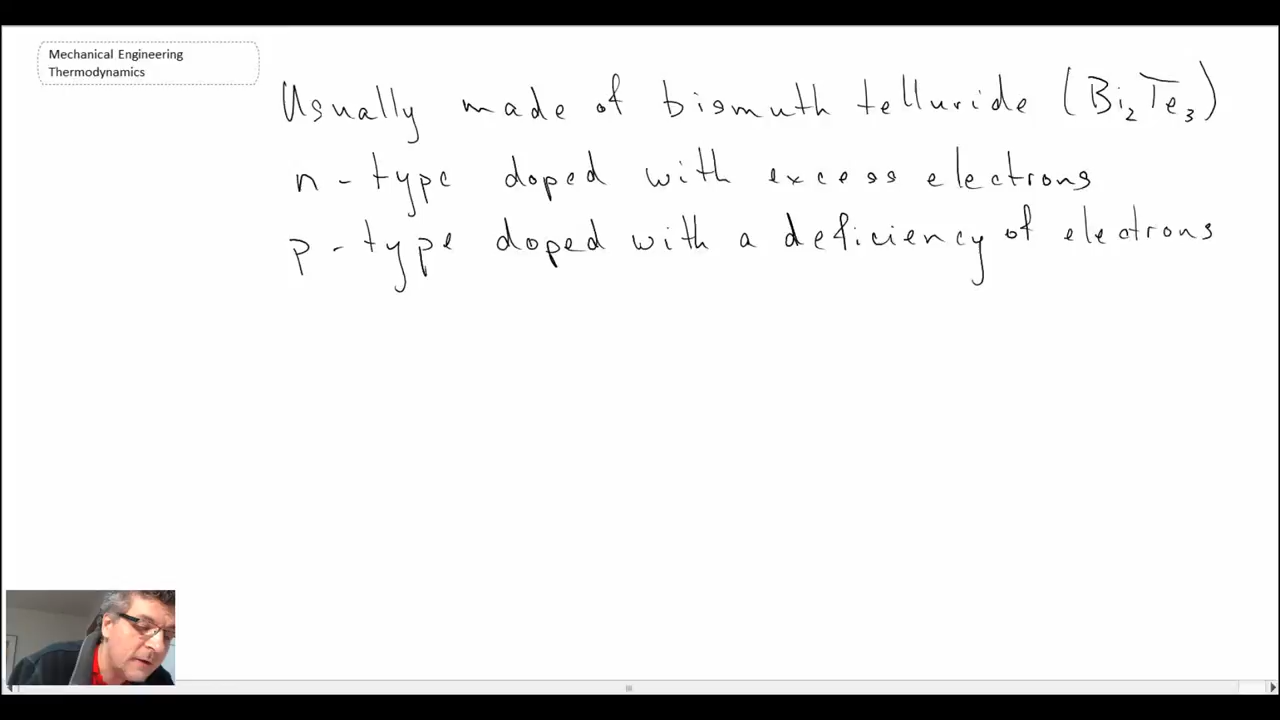 Mechanical Engineering
Thermodynamics
Usually made of bismuth telluride (Bi₂Te₃)
n-type doped with excess electrons
p-type doped with a deficiency of electrons